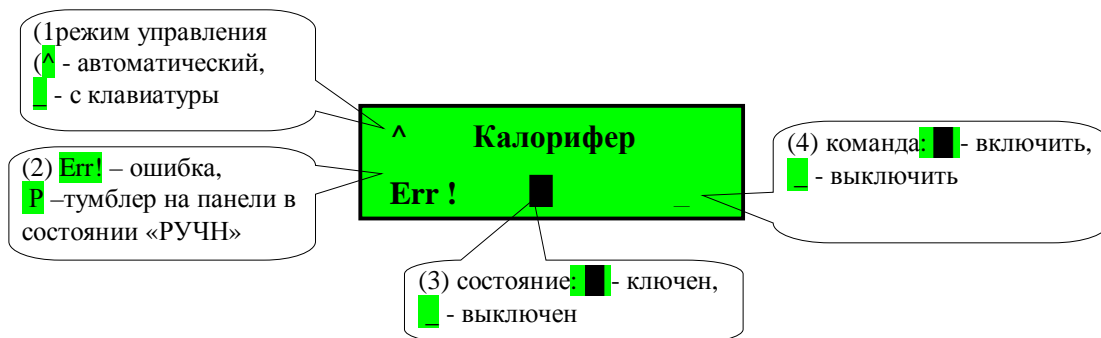 (1режим управления
(^ - автоматический,
_ - с клавиатуры
^ Калорифер
Err ! █ _
(2) Err! – ошибка,
Р –тумблер на панели в
состоянии «РУЧН»
(4) команда: █ - включить,
_ - выключить
(3) состояние: █ - ключен,
_ - выключен